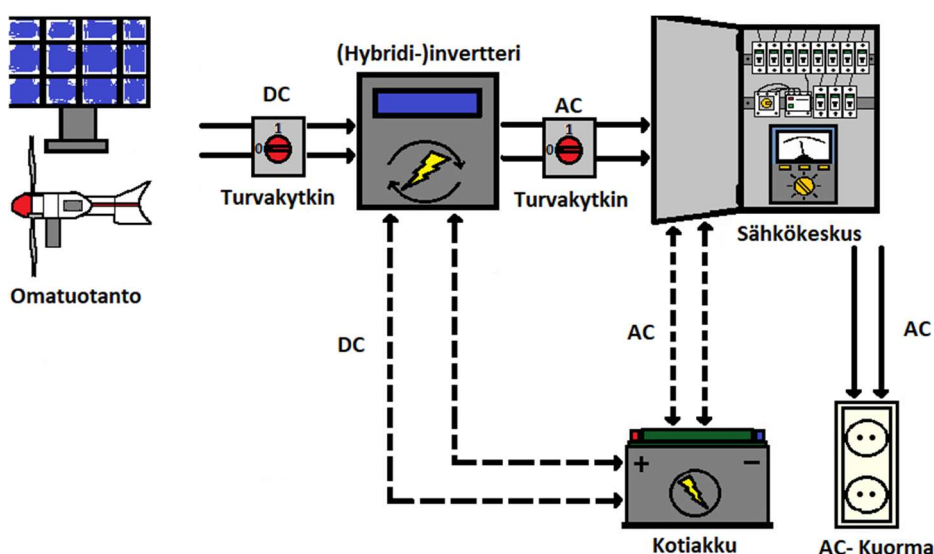 (Hybridi-)invertteri
DC
AC
1
0
1
0
Turvakytkin
Turvakytkin
Sähkökeskus
Omatuotanto
DC
AC
AC
+
−
Kotiakku
AC- Kuorma